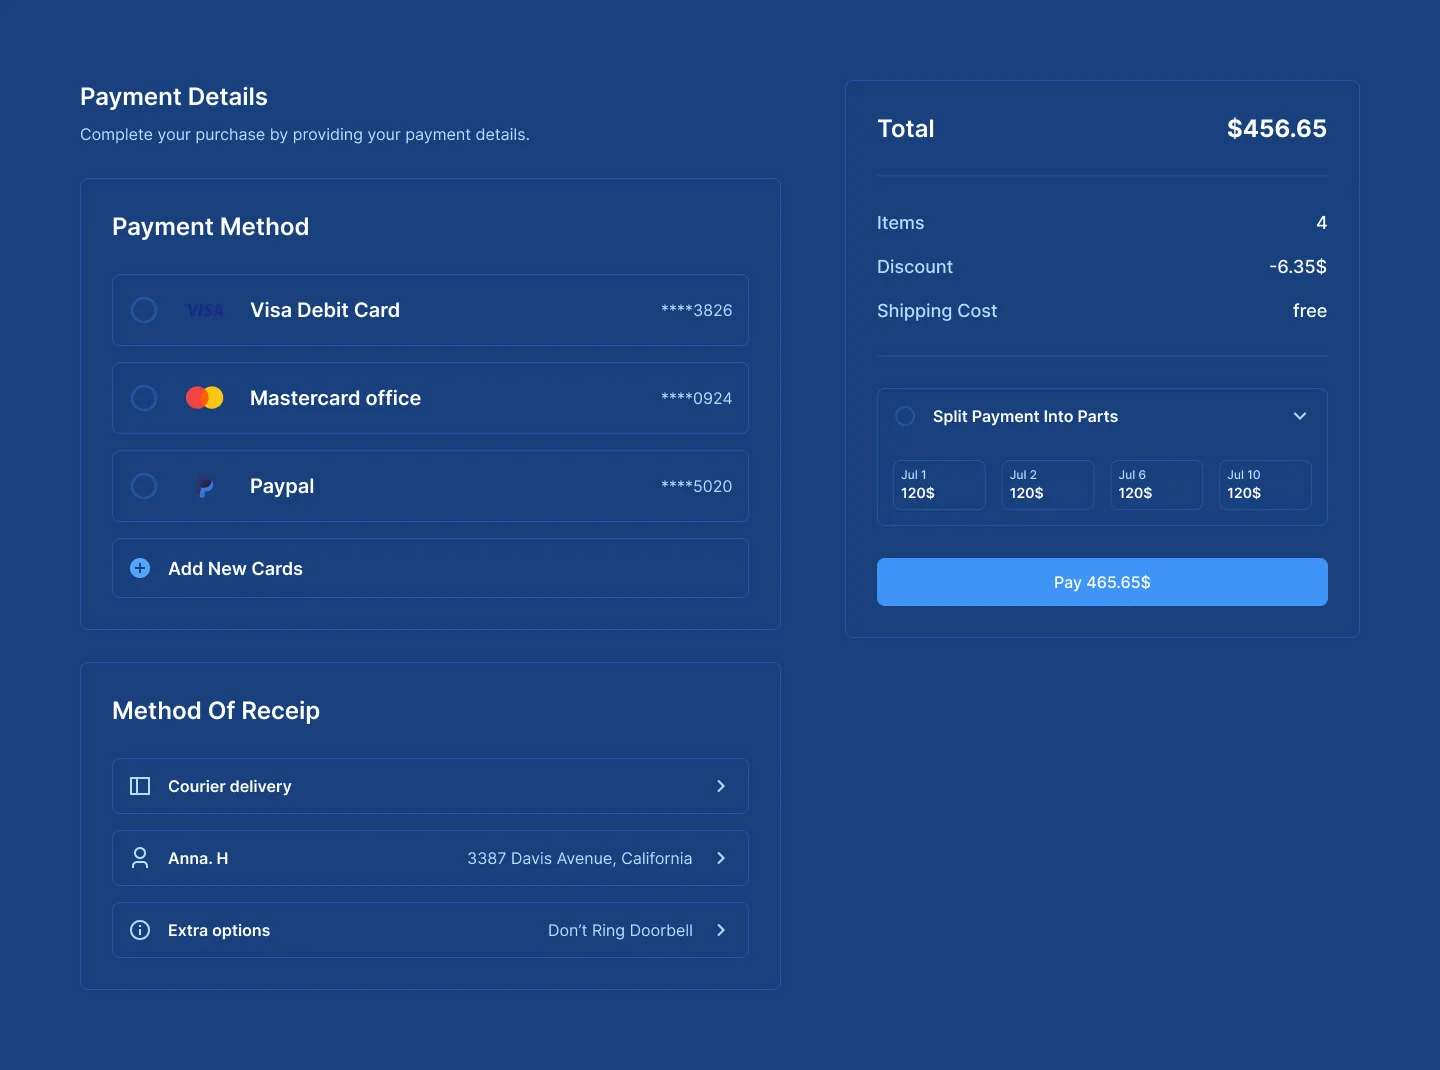 Payment Details
Complete your purchase by providing your payment details.
Payment Method
VISA Visa Debit Card ****3826
Mastercard office ****0924
Paypal ****5020
Add New Cards
Method Of Receip
Courier delivery
Anna. H 3387 Davis Avenue, California
Extra options Don’t Ring Doorbell
Total $456.65
Items 4
Discount -6.35$
Shipping Cost free
Split Payment Into Parts
Jul 1 Jul 2 Jul 6 Jul 10
120$ 120$ 120$ 120$
Pay 465.65$